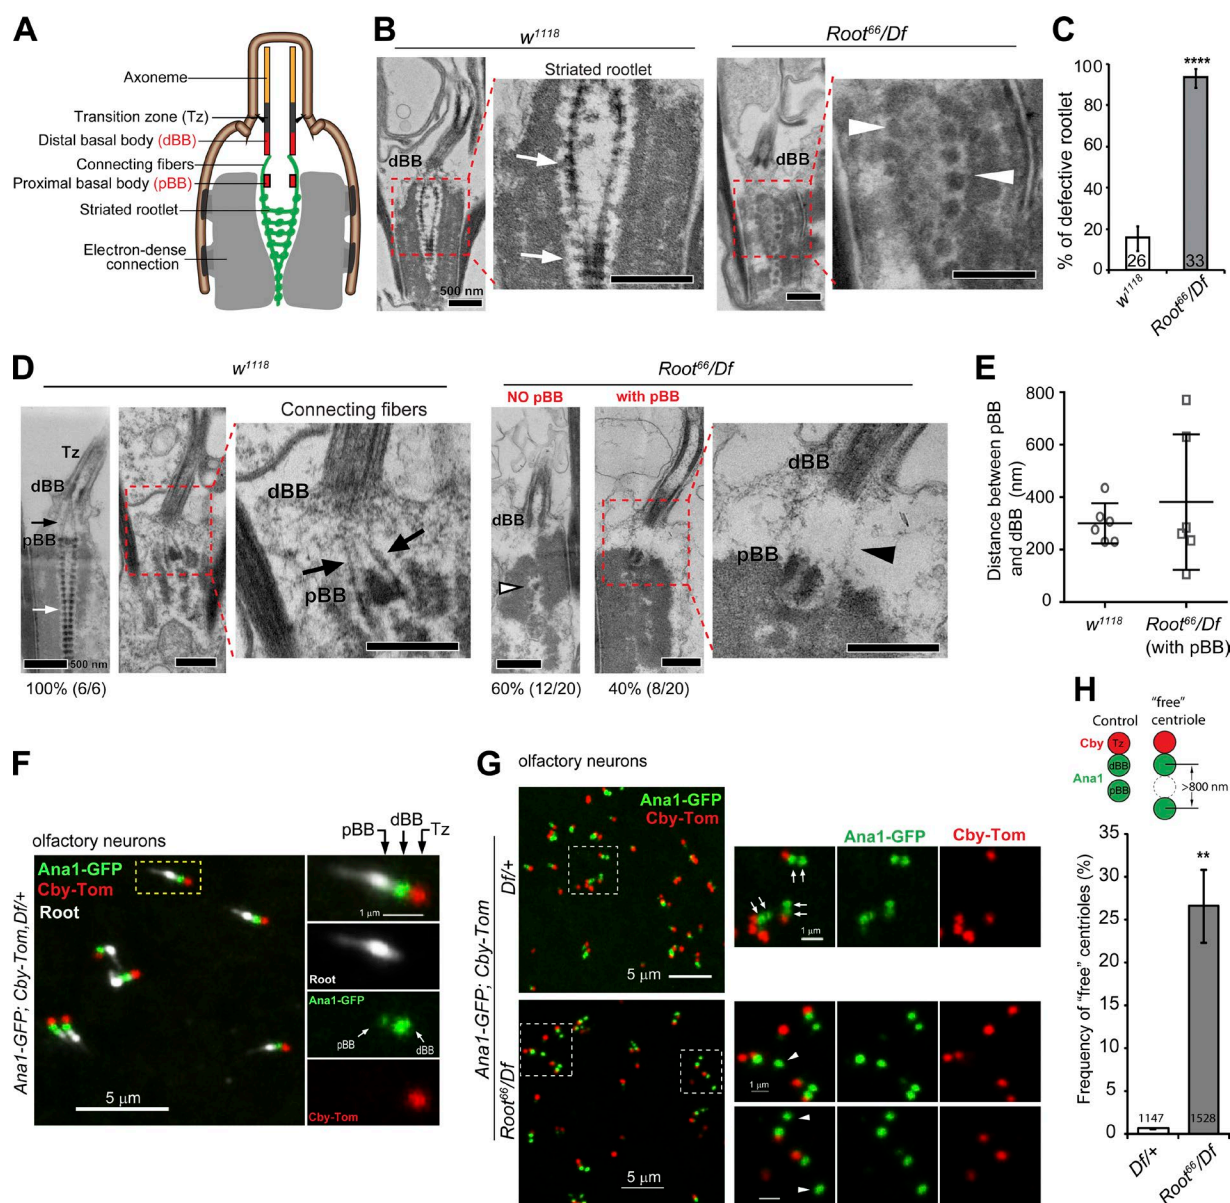 A
Axoneme
Transition zone (Tz)
Distal basal body (dBB)
Connecting fibers
Proximal basal body (pBB)
Striated rootlet
Electron-dense
connection
B
w1118
Root66/Df
Striated rootlet
dBB
500 nm
dBB
C
% of defective rootlet
100
80
60
40
20
0
****
26
33
w1118
Root66/Df
D
w1118
Root66/Df
Connecting fibers
NO pBB
with pBB
Tz
dBB
pBB
500 nm
dBB
pBB
dBB
dBB
pBB
100% (6/6)
60% (12/20)
40% (8/20)
E
Distance between pBB
and dBB (nm)
800
600
400
200
0
w1118
Root66/Df
(with pBB)
F
olfactory neurons
Ana1-GFP; Cby-Tom,Df/+
Ana1-GFP
Cby-Tom
Root
5 μm
pBB
dBB
Tz
1 μm
Root
Ana1-GFP
pBB
dBB
Cby-Tom
G
olfactory neurons
Ana1-GFP; Cby-Tom
Df/+
Root66/Df
Ana1-GFP
Cby-Tom
5 μm
Ana1-GFP
Cby-Tom
1 μm
5 μm
1 μm
H
Control
"free"
centriole
Cby
Tz
Ana1
dBB
pBB
>800 nm
Frequency of "free" centrioles (%)
35
30
25
20
15
10
5
0
**
1147
1528
Df/+
Root66/Df